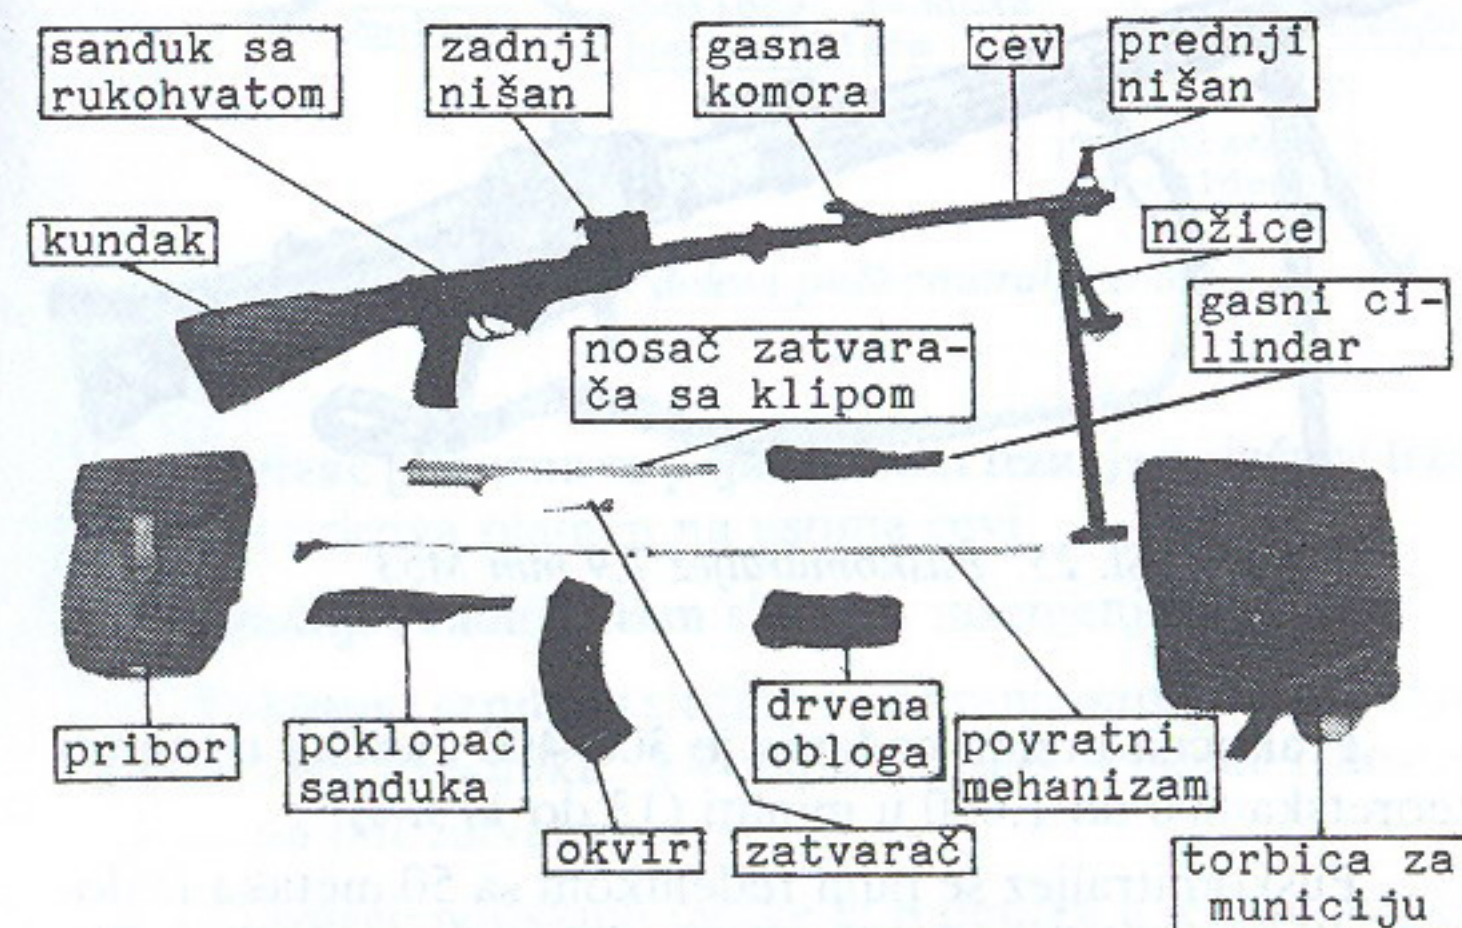 sanduk sa
rukohvatom
zadnji
nišan
gasna
komora
cev
prednji
nišan
kundak
nožice
gasni ci-
lindar
nosač zatvara-
ča sa klipom
pribor
poklopac
sanduka
okvir
zatvarač
drvena
obloga
povratni
mehanizam
torbica za
municiju